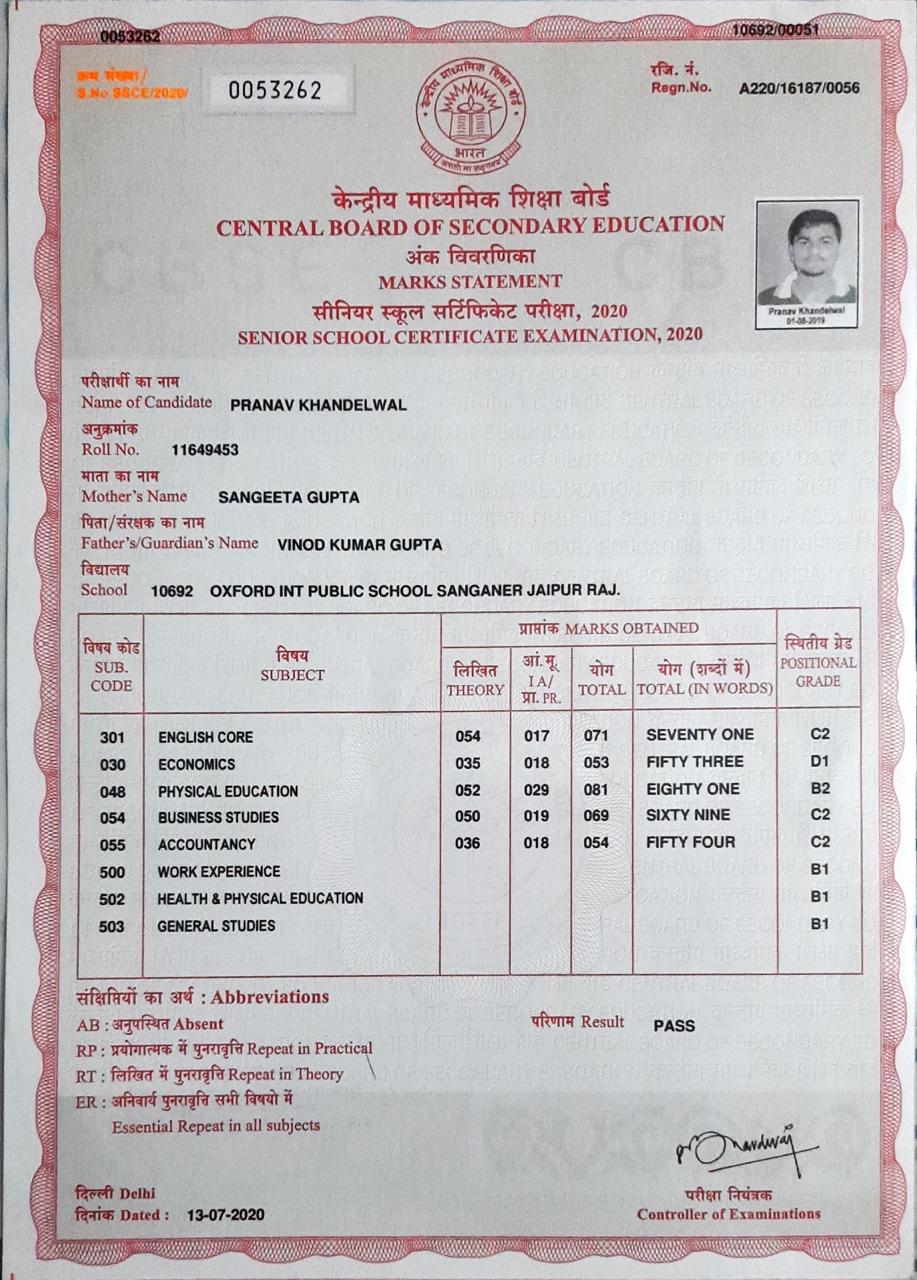 0053262 10692/00051
क्रम संख्या/
S.No.SSCE/2020/ 0053262
रजि. नं.
Regn.No. A220/16187/0056
केन्द्रीय माध्यमिक शिक्षा बोर्ड
भारत
असतो मा सद्गमय
केन्द्रीय माध्यमिक शिक्षा बोर्ड
CENTRAL BOARD OF SECONDARY EDUCATION
अंक विवरणिका
MARKS STATEMENT
सीनियर स्कूल सर्टिफिकेट परीक्षा, 2020
SENIOR SCHOOL CERTIFICATE EXAMINATION, 2020
Pranav Khandelwal
01-08-2019
परीक्षार्थी का नाम
Name of Candidate PRANAV KHANDELWAL
अनुक्रमांक
Roll No. 11649453
माता का नाम
Mother's Name SANGEETA GUPTA
पिता/संरक्षक का नाम
Father's/Guardian's Name VINOD KUMAR GUPTA
विद्यालय
School 10692 OXFORD INT PUBLIC SCHOOL SANGANER JAIPUR RAJ.
विषय कोड
SUB.
CODE
विषय
SUBJECT
प्राप्तांक MARKS OBTAINED
लिखित
THEORY
आं.मू.
I A/
प्रा. PR.
योग
TOTAL
योग (शब्दों में)
TOTAL (IN WORDS)
स्थितीय ग्रेड
POSITIONAL
GRADE
301 ENGLISH CORE 054 017 071 SEVENTY ONE C2
030 ECONOMICS 035 018 053 FIFTY THREE D1
048 PHYSICAL EDUCATION 052 029 081 EIGHTY ONE B2
054 BUSINESS STUDIES 050 019 069 SIXTY NINE C2
055 ACCOUNTANCY 036 018 054 FIFTY FOUR C2
500 WORK EXPERIENCE B1
502 HEALTH & PHYSICAL EDUCATION B1
503 GENERAL STUDIES B1
संक्षिप्तियों का अर्थ : Abbreviations
AB : अनुपस्थित Absent
परिणाम Result PASS
RP : प्रयोगात्मक में पुनरावृत्ति Repeat in Practical
RT : लिखित में पुनरावृत्ति Repeat in Theory
ER : अनिवार्य पुनरावृत्ति सभी विषयो में
Essential Repeat in all subjects
दिल्ली Delhi
दिनांक Dated : 13-07-2020
परीक्षा नियंत्रक
Controller of Examinations